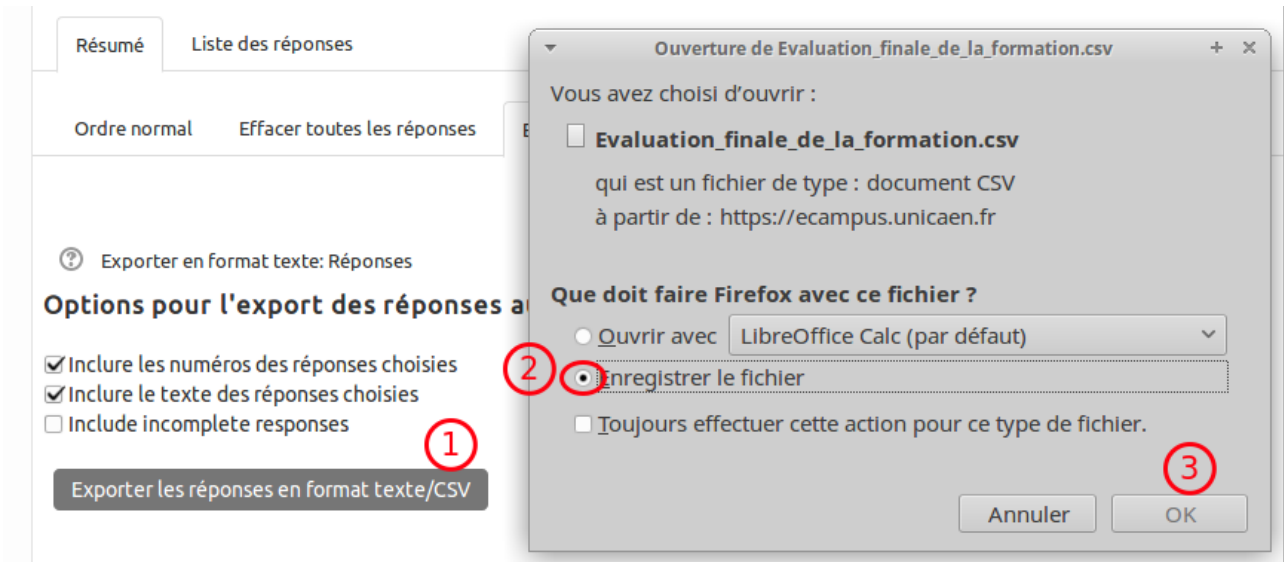 Résumé
Liste des réponses
Ordre normal
Effacer toutes les réponses
Exporter en format texte: Réponses
Options pour l'export des réponses a
Inclure les numéros des réponses choisies
Inclure le texte des réponses choisies
Include incomplete responses
1
Exporter les réponses en format texte/CSV
Ouverture de Evaluation_finale_de_la_formation.csv
Vous avez choisi d'ouvrir :
Evaluation_finale_de_la_formation.csv
qui est un fichier de type : document CSV
à partir de : https://ecampus.unicaen.fr
Que doit faire Firefox avec ce fichier ?
Ouvrir avec LibreOffice Calc (par défaut)
2
Enregistrer le fichier
Toujours effectuer cette action pour ce type de fichier.
3
Annuler
OK